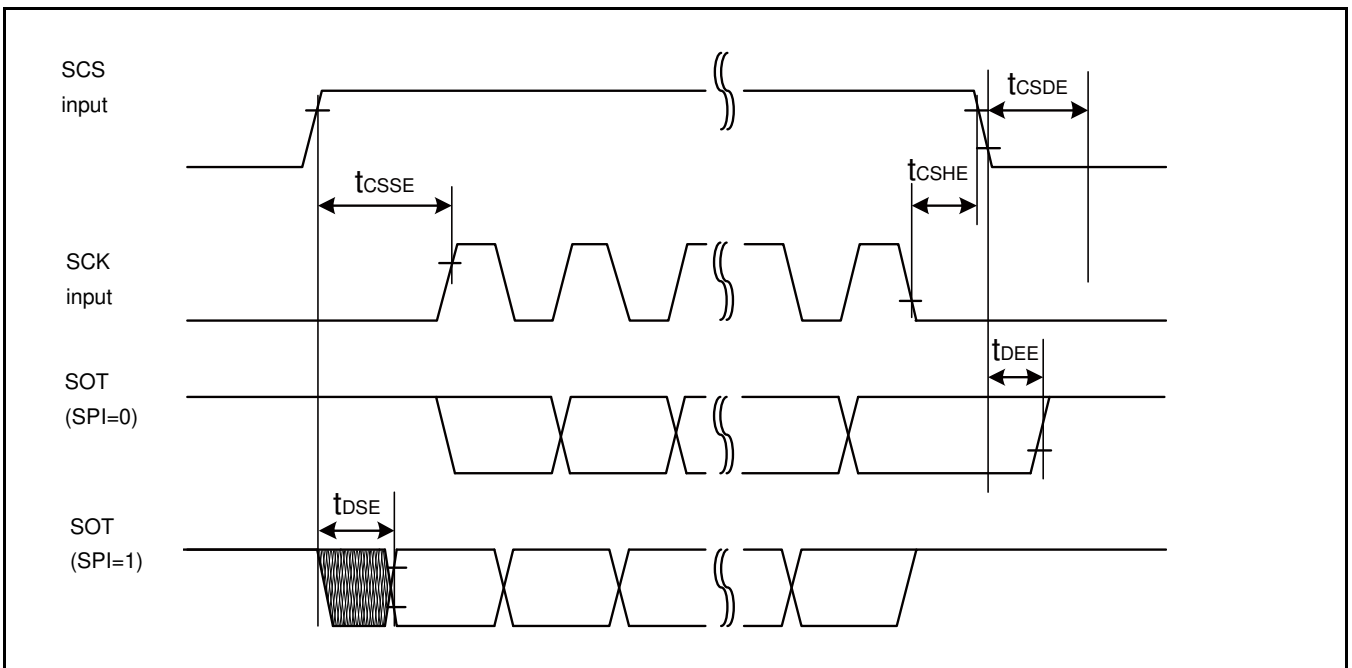 SCS
input
tCSDE
tCSHE
tCSSE
SCK
input
tDEE
SOT
(SPI=0)
tDSE
SOT
(SPI=1)